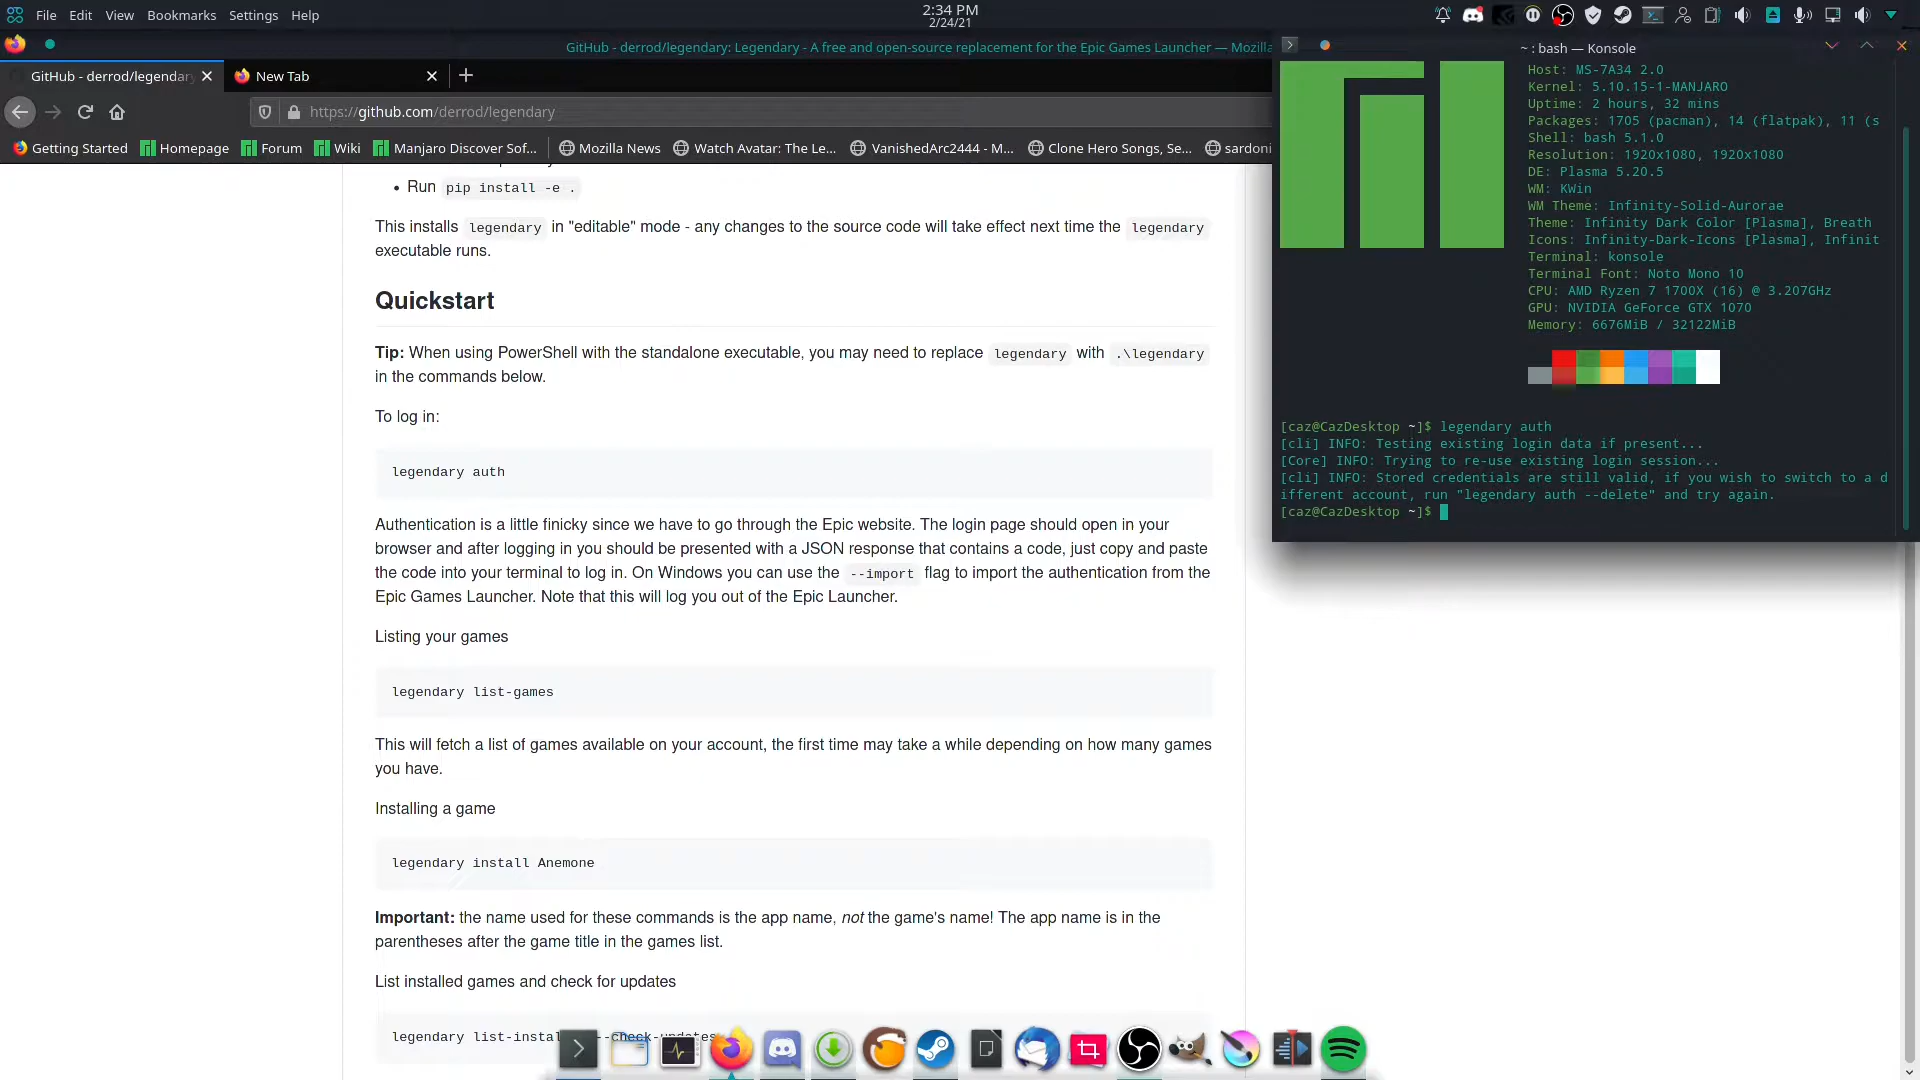 File Edit View Bookmarks Settings Help
2:34 PM
2/24/21
GitHub - derrod/legendary: Legendary - A free and open-source replacement for the Epic Games Launcher — Mozilla
GitHub - derrod/legendary
New Tab
https://github.com/derrod/legendary
Getting Started Homepage Forum Wiki Manjaro Discover Sof... Mozilla News Watch Avatar: The Le... VanishedArc2444 - M... Clone Hero Songs, Se... sardoni
Run pip install -e .
This installs legendary in "editable" mode - any changes to the source code will take effect next time the legendary
executable runs.
Quickstart
Tip: When using PowerShell with the standalone executable, you may need to replace legendary with .\legendary
in the commands below.
To log in:
legendary auth
Authentication is a little finicky since we have to go through the Epic website. The login page should open in your
browser and after logging in you should be presented with a JSON response that contains a code, just copy and paste
the code into your terminal to log in. On Windows you can use the --import flag to import the authentication from the
Epic Games Launcher. Note that this will log you out of the Epic Launcher.
Listing your games
legendary list-games
This will fetch a list of games available on your account, the first time may take a while depending on how many games
you have.
Installing a game
legendary install Anemone
Important: the name used for these commands is the app name, not the game's name! The app name is in the
parentheses after the game title in the games list.
List installed games and check for updates
legendary list-instal --check-updates
~ : bash — Konsole
Host: MS-7A34 2.0
Kernel: 5.10.15-1-MANJARO
Uptime: 2 hours, 32 mins
Packages: 1705 (pacman), 14 (flatpak), 11 (s
Shell: bash 5.1.0
Resolution: 1920x1080, 1920x1080
DE: Plasma 5.20.5
WM: KWin
WM Theme: Infinity-Solid-Aurorae
Theme: Infinity Dark Color [Plasma], Breath
Icons: Infinity-Dark-Icons [Plasma], Infinit
Terminal: konsole
Terminal Font: Noto Mono 10
CPU: AMD Ryzen 7 1700X (16) @ 3.207GHz
GPU: NVIDIA GeForce GTX 1070
Memory: 6676MiB / 32122MiB
[caz@CazDesktop ~]$ legendary auth
[cli] INFO: Testing existing login data if present...
[Core] INFO: Trying to re-use existing login session...
[cli] INFO: Stored credentials are still valid, if you wish to switch to a d
ifferent account, run "legendary auth --delete" and try again.
[caz@CazDesktop ~]$